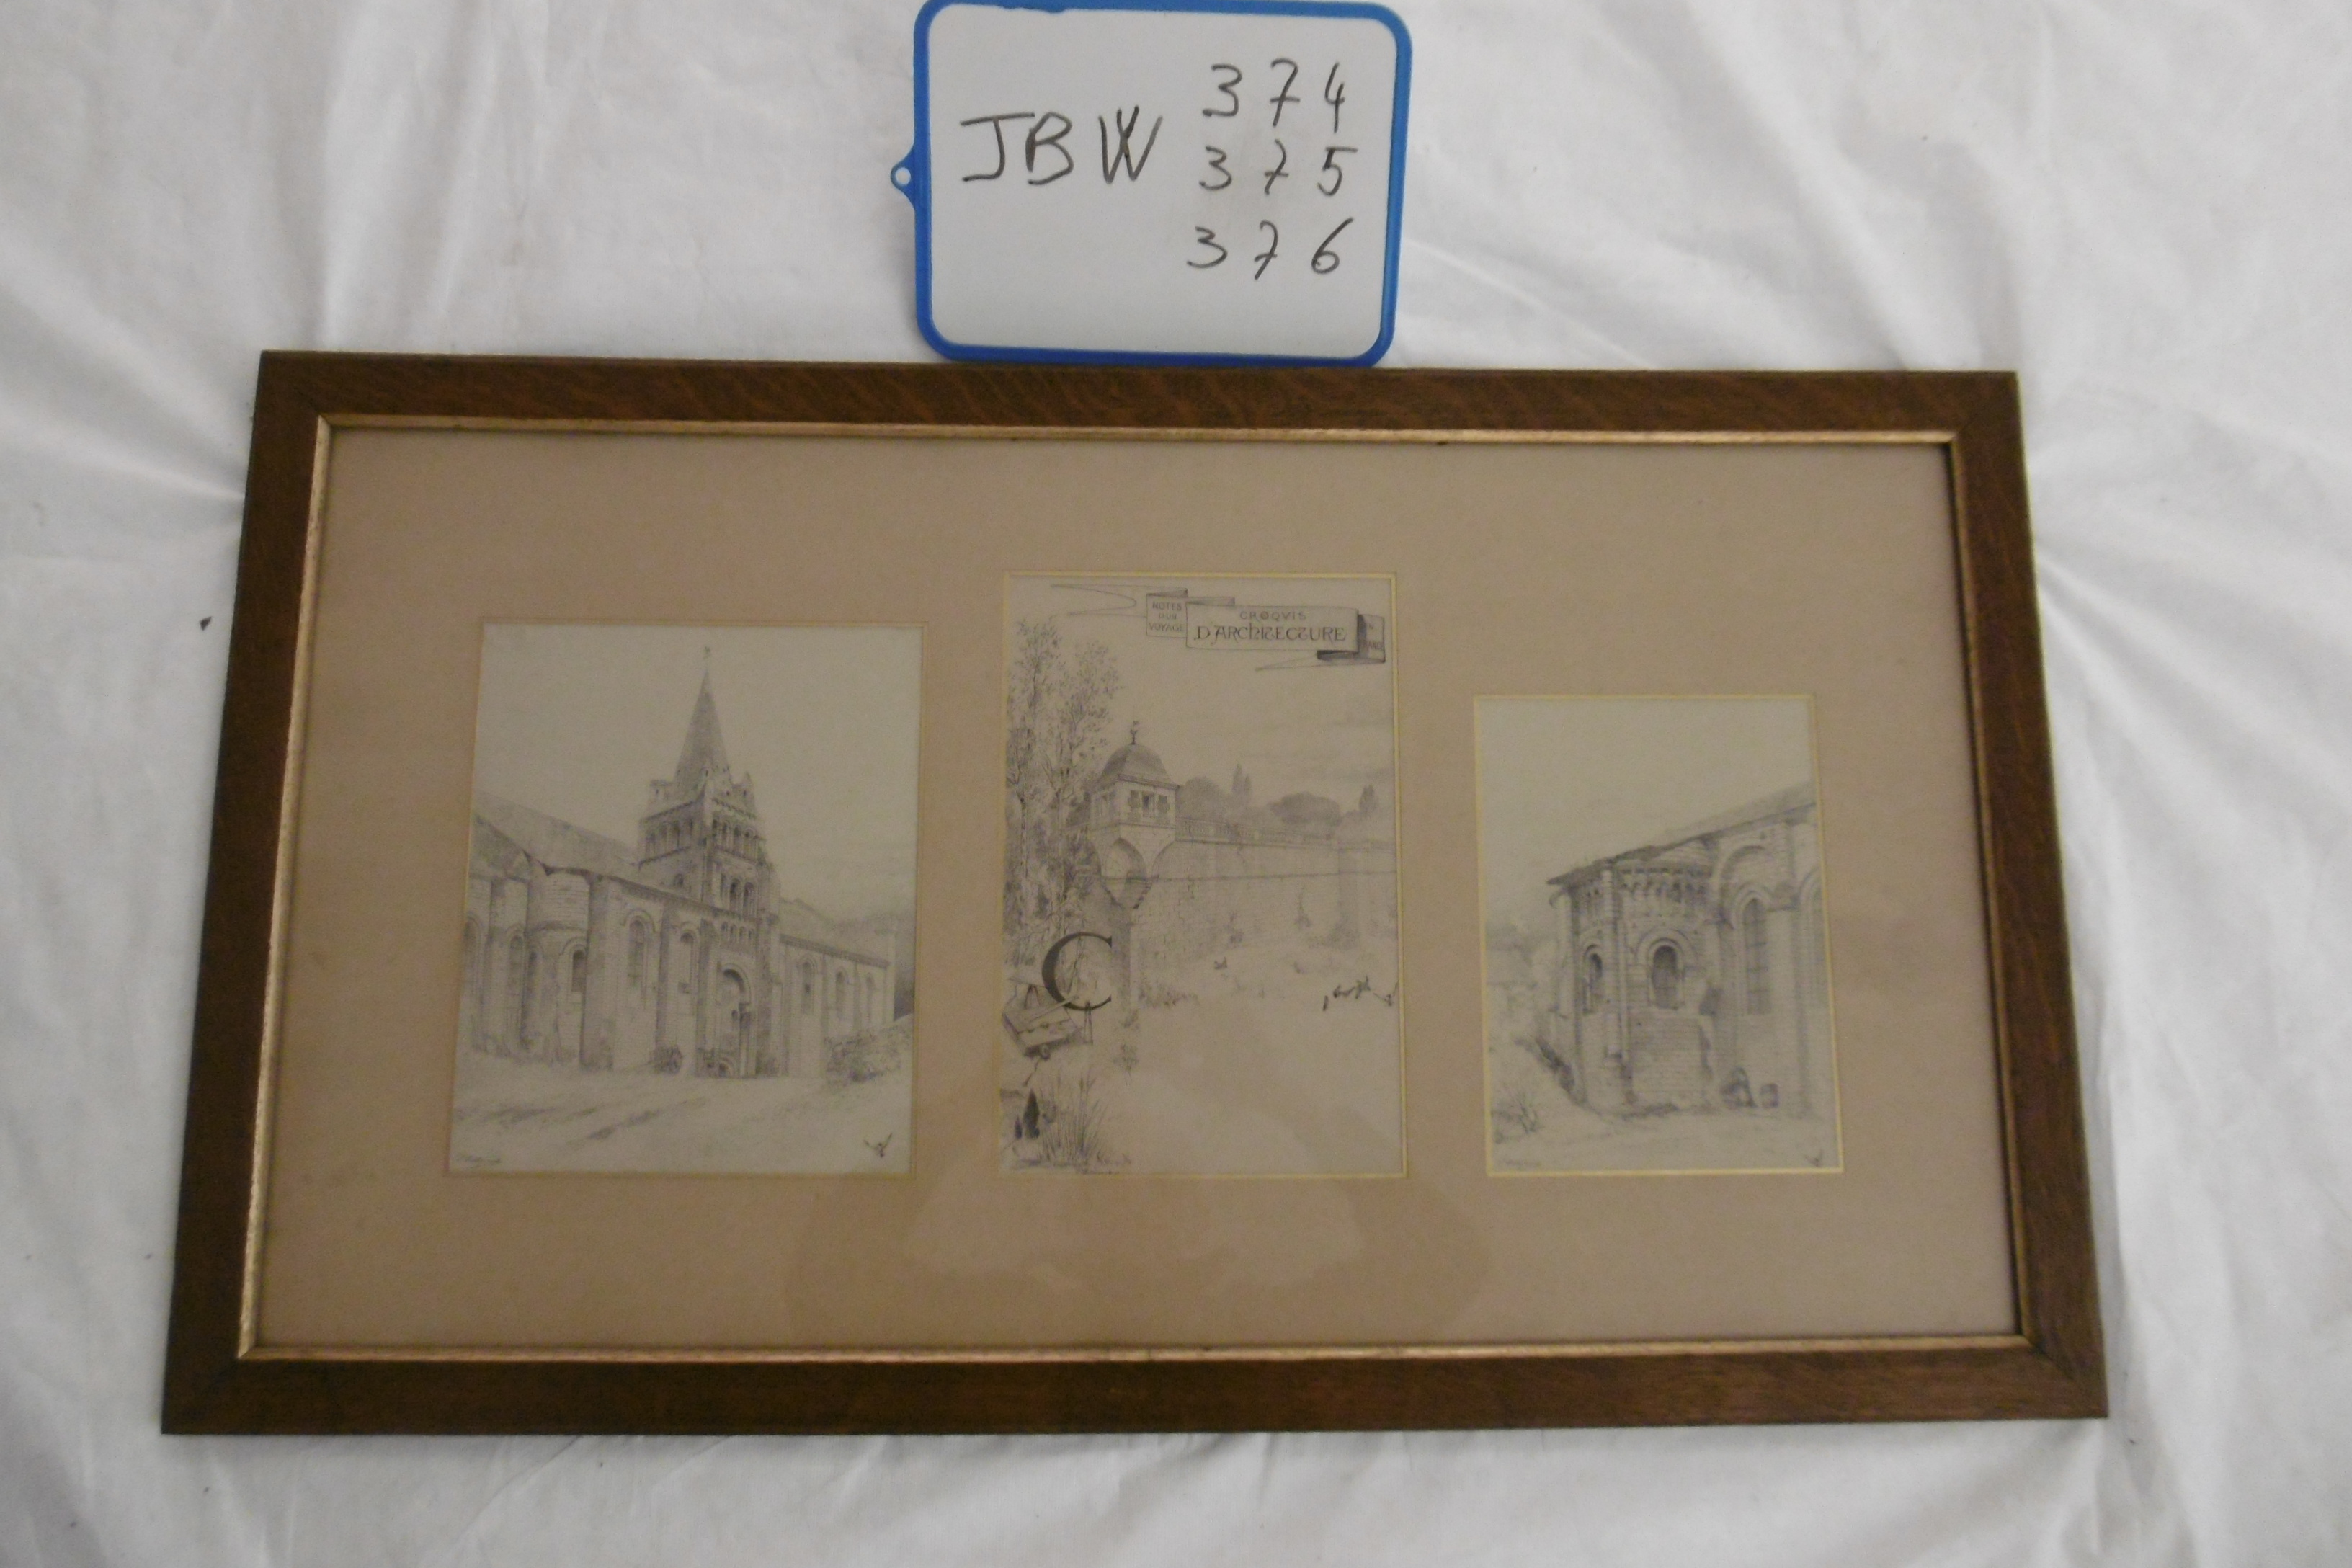 JBW 374
375
376
NOTES
D'UN
VOYAGE
CROQUIS
D'ARCHITECTURE
C